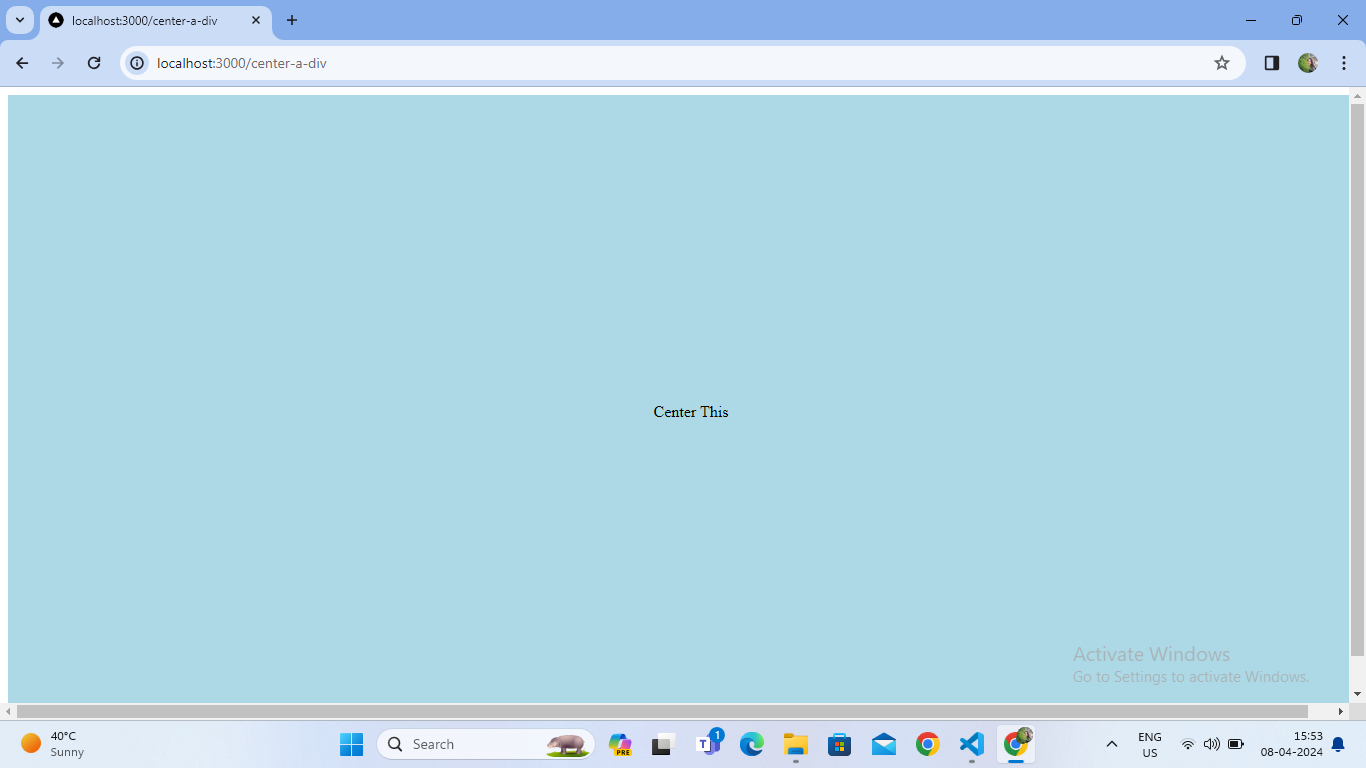 localhost:3000/center-a-div
localhost:3000/center-a-div
Center This
Activate Windows
Go to Settings to activate Windows.
40°C
Sunny
Search
PRE
T
1
ENG
US
15:53
08-04-2024